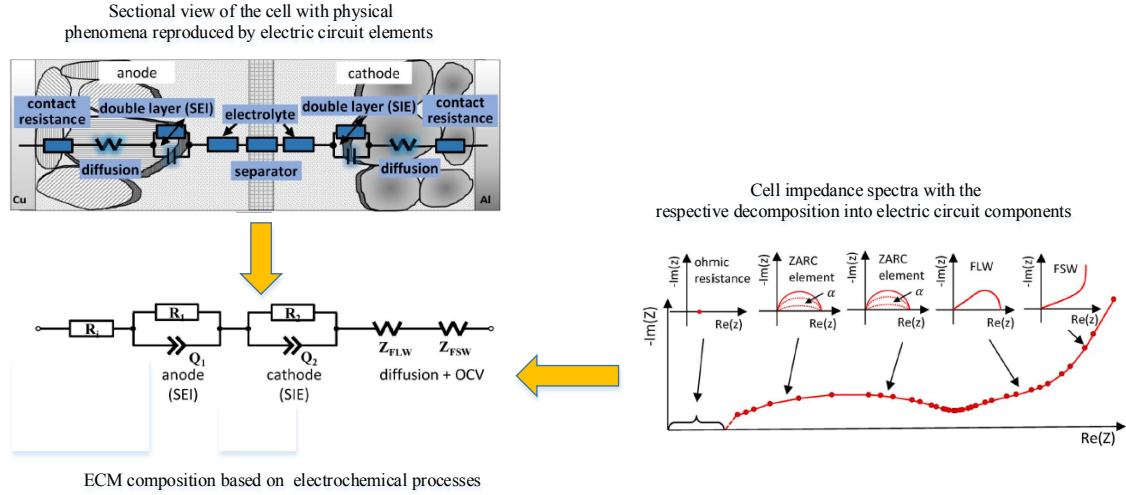 Sectional view of the cell with physical
phenomena reproduced by electric circuit elements
anode
cathode
contact
resistance
double layer (SEI)
electrolyte
double layer (SIE)
contact
resistance
diffusion
separator
diffusion
Cu
Al
Cell impedance spectra with the
respective decomposition into electric circuit components
-Im(z)
ohmic
resistance
Re(z)
-Im(z)
ZARC
element
α
Re(z)
-Im(z)
ZARC
element
α
Re(z)
-Im(z)
FLW
Re(z)
-Im(z)
FSW
Re(z)
-Im(Z)
Re(Z)
Ri
R1
Q1
R2
Q2
ZFLW
ZFSW
anode
(SEI)
cathode
(SIE)
diffusion + OCV
ECM composition based on electrochemical processes